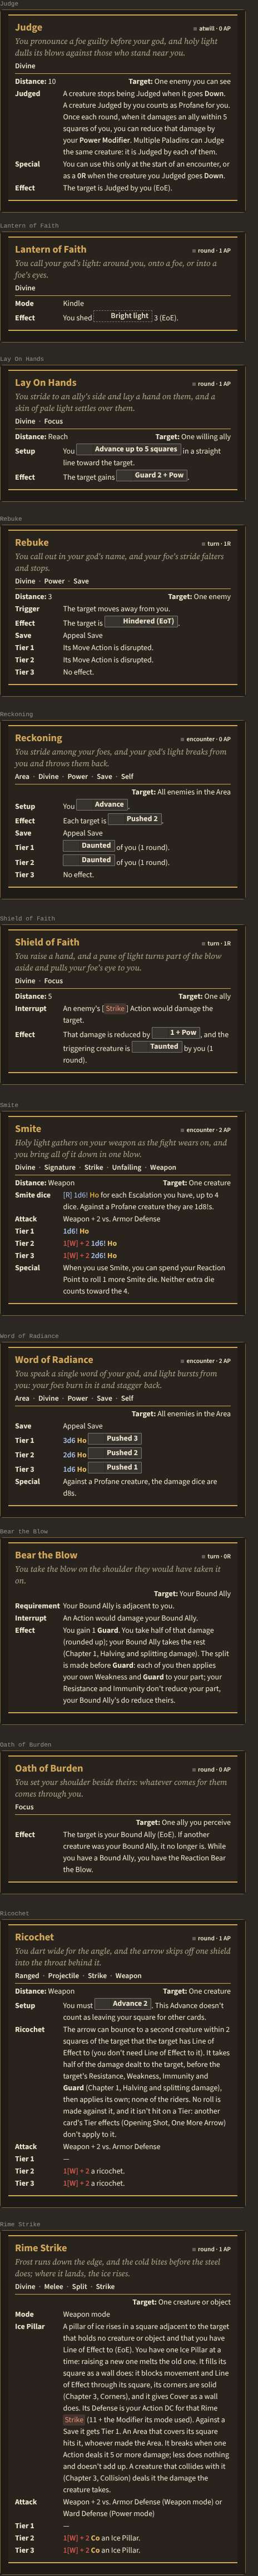 Judge
Judge
atwill · 0 AP
You pronounce a foe guilty before your god, and holy light
dulls its blows against those who stand near you.
Divine
Distance: 10
Target: One enemy you can see
Judged
A creature stops being Judged when it goes Down.
A creature Judged by you counts as Profane for you.
Once each round, when it damages an ally within 5
squares of you, you can reduce that damage by
your Power Modifier. Multiple Paladins can Judge
the same creature: it is Judged by each of them.
Special
You can use this only at the start of an encounter, or
as a 0R when the creature you Judged goes Down.
Effect
The target is Judged by you (EoE).
Lantern of Faith
Lantern of Faith
round · 1 AP
You call your god's light: around you, onto a foe, or into a
foe's eyes.
Divine
Mode
Kindle
Effect
You shed Bright light 3 (EoE).
Lay On Hands
Lay On Hands
round · 1 AP
You stride to an ally's side and lay a hand on them, and a
skin of pale light settles over them.
Divine · Focus
Distance: Reach
Target: One willing ally
Setup
You Advance up to 5 squares in a straight
line toward the target.
Effect
The target gains Guard 2 + Pow.
Rebuke
Rebuke
turn · 1R
You call out in your god's name, and your foe's stride falters
and stops.
Divine · Power · Save
Distance: 3
Target: One enemy
Trigger
The target moves away from you.
Effect
The target is Hindered (EoT).
Save
Appeal Save
Tier 1
Its Move Action is disrupted.
Tier 2
Its Move Action is disrupted.
Tier 3
No effect.
Reckoning
Reckoning
encounter · 0 AP
You stride among your foes, and your god's light breaks from
you and throws them back.
Area · Divine · Power · Save · Self
Target: All enemies in the Area
Setup
You Advance.
Effect
Each target is Pushed 2.
Save
Appeal Save
Tier 1
Daunted of you (1 round).
Tier 2
Daunted of you (1 round).
Tier 3
No effect.
Shield of Faith
Shield of Faith
turn · 1R
You raise a hand, and a pane of light turns part of the blow
aside and pulls your foe's eye to you.
Divine · Focus
Distance: 5
Target: One ally
Interrupt
An enemy's [Strike] Action would damage the
target.
Effect
That damage is reduced by 1 + Pow, and the
triggering creature is Taunted by you (1
round).
Smite
Smite
encounter · 2 AP
Holy light gathers on your weapon as the fight wears on, and
you bring all of it down in one blow.
Divine · Signature · Strike · Unfailing · Weapon
Distance: Weapon
Target: One creature
Smite dice
[R] 1d6! Ho for each Escalation you have, up to 4
dice. Against a Profane creature they are 1d8!s.
Attack
Weapon + 2 vs. Armor Defense
Tier 1
1d6! Ho
Tier 2
1[W] + 2 1d6! Ho
Tier 3
1[W] + 2 2d6! Ho
Special
When you use Smite, you can spend your Reaction
Point to roll 1 more Smite die. Neither extra die
counts toward the 4.
Word of Radiance
Word of Radiance
encounter · 2 AP
You speak a single word of your god, and light bursts from
you: your foes burn in it and stagger back.
Area · Divine · Power · Save · Self
Target: All enemies in the Area
Save
Appeal Save
Tier 1
3d6 Ho Pushed 3
Tier 2
2d6 Ho Pushed 2
Tier 3
1d6 Ho Pushed 1
Special
Against a Profane creature, the damage dice are
d8s.
Bear the Blow
Bear the Blow
turn · 0R
You take the blow on the shoulder they would have taken it
on.
Target: Your Bound Ally
Requirement
Your Bound Ally is adjacent to you.
Interrupt
An Action would damage your Bound Ally.
Effect
You gain 1 Guard. You take half of that damage
(rounded up); your Bound Ally takes the rest
(Chapter 1, Halving and splitting damage). The split
is made before Guard: each of you then applies
your own Weakness and Guard to your part; your
Resistance and Immunity don't reduce your part,
your Bound Ally's do reduce theirs.
Oath of Burden
Oath of Burden
round · 0 AP
You set your shoulder beside theirs: whatever comes for them
comes through you.
Focus
Target: One ally you perceive
Effect
The target is your Bound Ally (EoE). If another
creature was your Bound Ally, it no longer is. While
you have a Bound Ally, you have the Reaction Bear
the Blow.
Ricochet
Ricochet
round · 1 AP
You dart wide for the angle, and the arrow skips off one shield
into the throat behind it.
Ranged · Projectile · Strike · Weapon
Distance: Weapon
Target: One creature
Setup
You must Advance 2. This Advance doesn't
count as leaving your square for other cards.
Ricochet
The arrow can bounce to a second creature within 2
squares of the target that the target has Line of
Effect to (you don't need Line of Effect to it). It takes
half of the damage dealt to the target, before the
target's Resistance, Weakness, Immunity and
Guard (Chapter 1, Halving and splitting damage),
then applies its own; none of the riders. No roll is
made against it, and it isn't hit on a Tier: another
card's Tier effects (Opening Shot, One More Arrow)
don't apply to it.
Attack
Weapon + 2 vs. Armor Defense
Tier 1
—
Tier 2
1[W] + 2 a ricochet.
Tier 3
1[W] + 2 a ricochet.
Rime Strike
Rime Strike
round · 1 AP
Frost runs down the edge, and the cold bites before the steel
does; where it lands, the ice rises.
Divine · Melee · Split · Strike
Target: One creature or object
Mode
Weapon mode
Ice Pillar
A pillar of ice rises in a square adjacent to the target
that holds no creature or object and that you have
Line of Effect to (EoE). You have one Ice Pillar at a
time: raising a new one melts the old one. It fills its
square as a wall does: it blocks movement and Line
of Effect through its square, its corners are solid
(Chapter 3, Corners), and it gives Cover as a wall
does. Its Defense is your Action DC for that
Strike (11 + the Modifier its mode used). Against a
Save it gets Tier 1. An Area that covers its square
hits it, whoever made the Area. It breaks when one
Action deals it 5 or more damage; less does nothing
and doesn't add up. A creature that collides with it
(Chapter 3, Collision) deals it the damage the
creature takes.
Attack
Weapon + 2 vs. Armor Defense (Weapon mode) or
Ward Defense (Power mode)
Tier 1
—
Tier 2
1[W] + 2 Co an Ice Pillar.
Tier 3
1[W] + 2 Co an Ice Pillar.